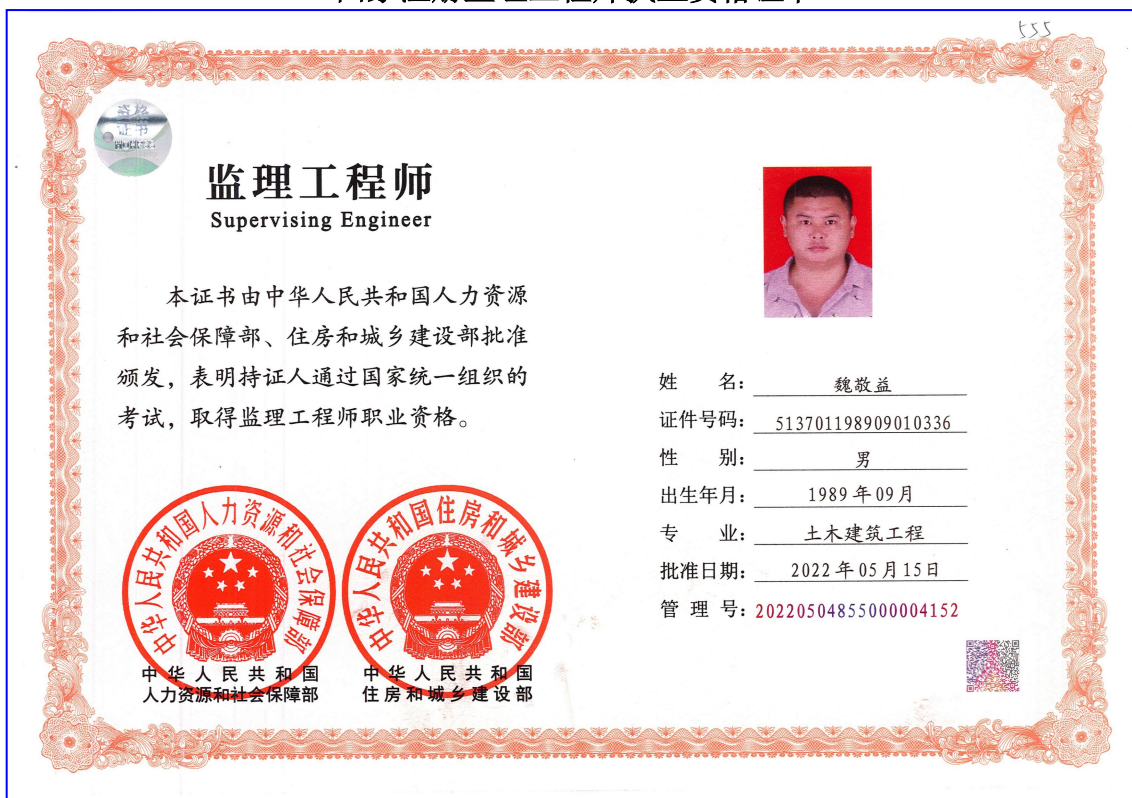 555
资格
证书
监理工程师
Supervising Engineer
本证书由中华人民共和国人力资源
和社会保障部、住房和城乡建设部批准
颁发，表明持证人通过国家统一组织的
考试，取得监理工程师职业资格。
姓　　名：魏敬益
证件号码：513701198909010336
性　　别：男
出生年月：1989年09月
专　　业：土木建筑工程
批准日期：2022年05月15日
管 理 号：20220504855000004152
中华人民共和国人力资源和社会保障部
中华人民共和国住房和城乡建设部
中华人民共和国
人力资源和社会保障部
中华人民共和国
住房和城乡建设部